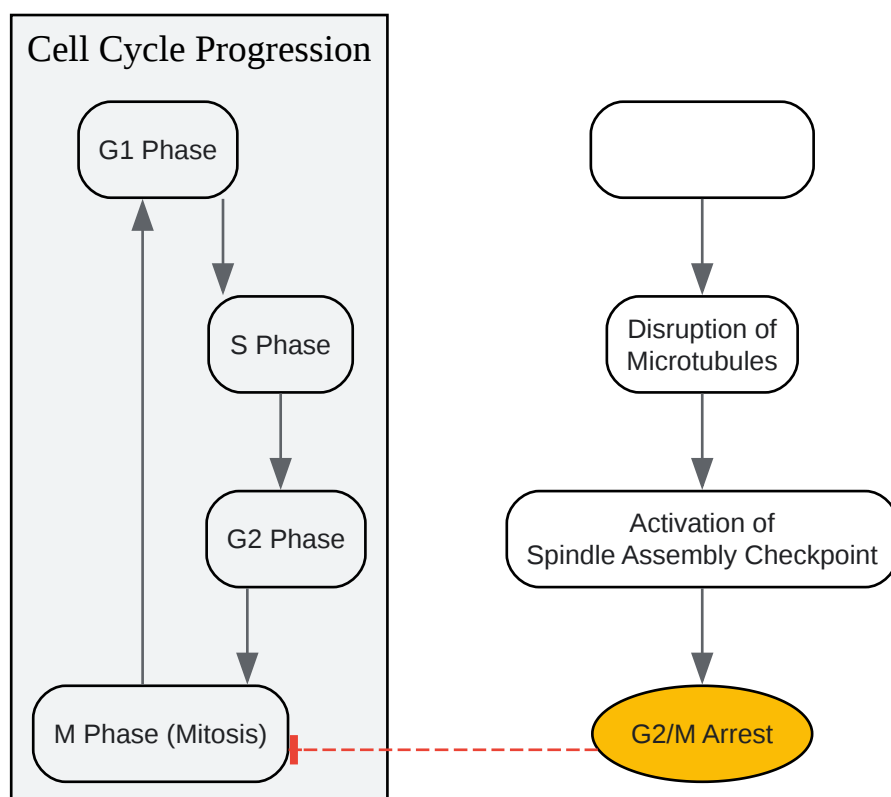 Cell Cycle Progression
G1 Phase
S Phase
G2 Phase
M Phase (Mitosis)
Disruption of
Microtubules
Activation of
Spindle Assembly Checkpoint
G2/M Arrest